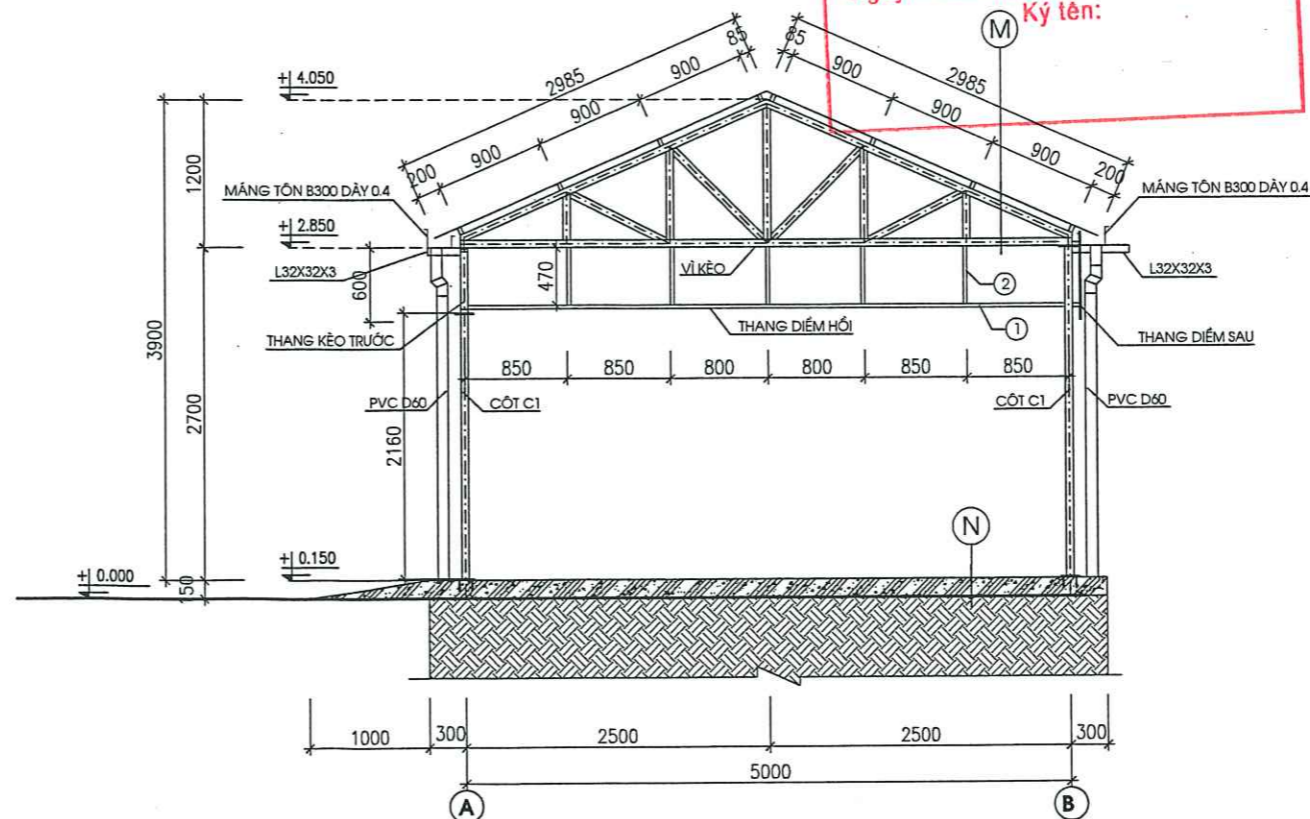 Ký tên:
M
85
85
900
900
2985
2985
+| 4.050
900
900
900
900
200
200
MÁNG TÔN B300 DÀY 0.4
MÁNG TÔN B300 DÀY 0.4
1200
+| 2.850
L32X32X3
600
470
VÌ KÈO
2
L32X32X3
THANG KÈO TRƯỚC
THANG DIỀM HỒI
1
THANG DIỀM SAU
3900
850
850
800
800
850
850
PVC D60
CỘT C1
CỘT C1
PVC D60
2700
2160
N
+| 0.150
+| 0.000
150
1000
300
2500
2500
300
5000
A
B